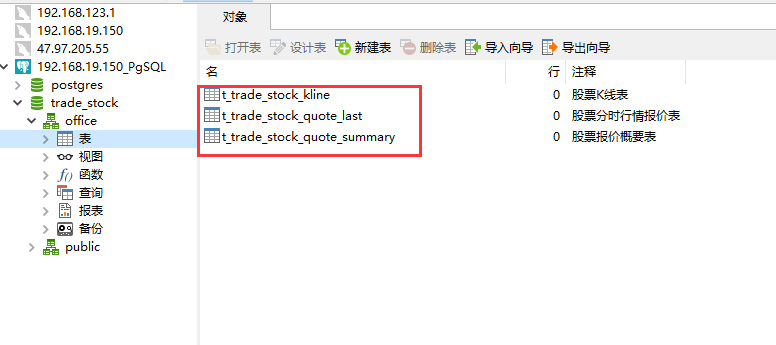 192.168.123.1
192.168.19.150
47.97.205.55
192.168.19.150_PgSQL
postgres
trade_stock
office
表
视图
函数
查询
报表
备份
public
对象
打开表 设计表 新建表 删除表 导入向导 导出向导
名 行 注释
t_trade_stock_kline 0 股票K线表
t_trade_stock_quote_last 0 股票分时行情报价表
t_trade_stock_quote_summary 0 股票报价概要表